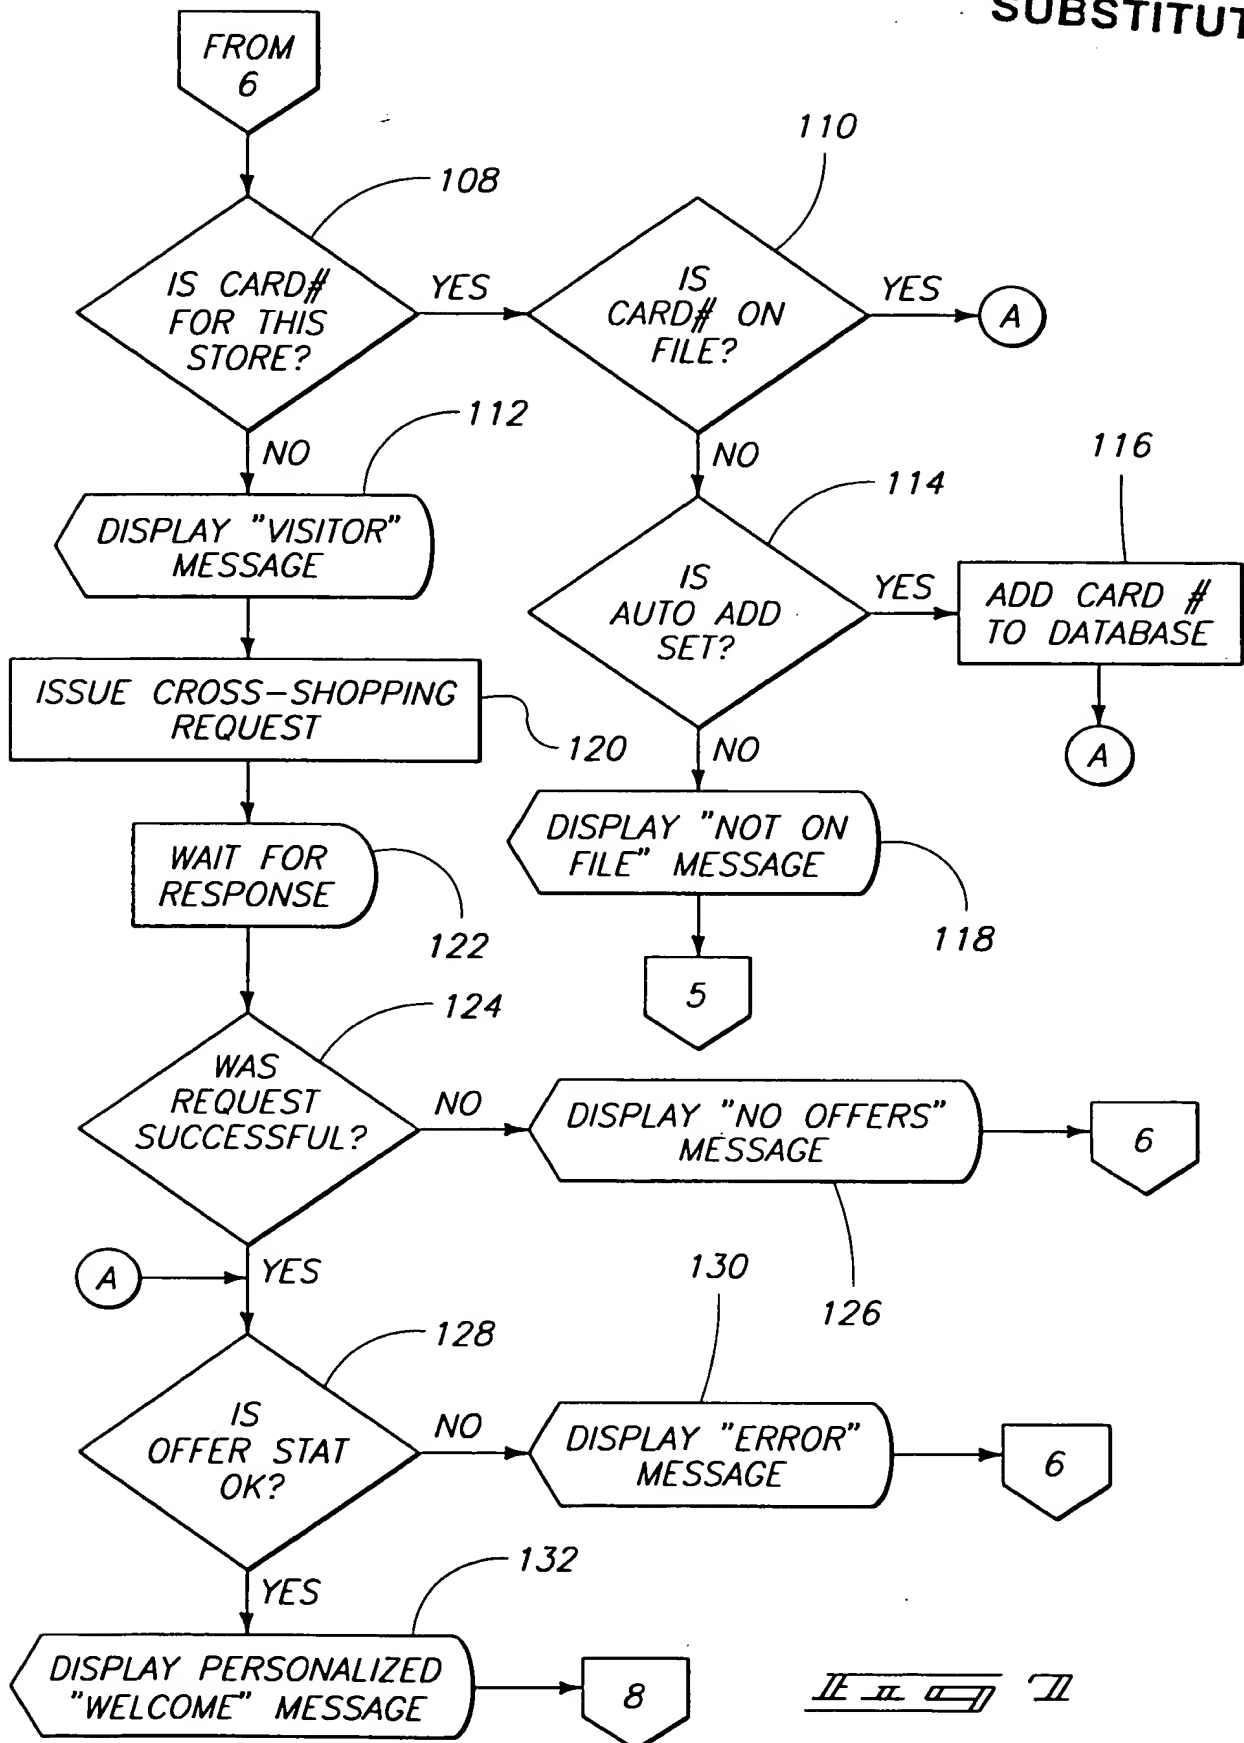 SUBSTITUT
FROM
6
108
110
IS CARD#
FOR THIS
STORE?
YES
IS
CARD# ON
FILE?
YES
A
NO
112
DISPLAY "VISITOR"
MESSAGE
NO
114
116
IS
AUTO ADD
SET?
YES
ADD CARD #
TO DATABASE
A
ISSUE CROSS-SHOPPING
REQUEST
120
NO
DISPLAY "NOT ON
FILE" MESSAGE
118
5
WAIT FOR
RESPONSE
122
124
WAS
REQUEST
SUCCESSFUL?
NO
DISPLAY "NO OFFERS"
MESSAGE
126
6
A
YES
128
130
IS
OFFER STAT
OK?
NO
DISPLAY "ERROR"
MESSAGE
6
YES
132
DISPLAY PERSONALIZED
"WELCOME" MESSAGE
8
Fig 7